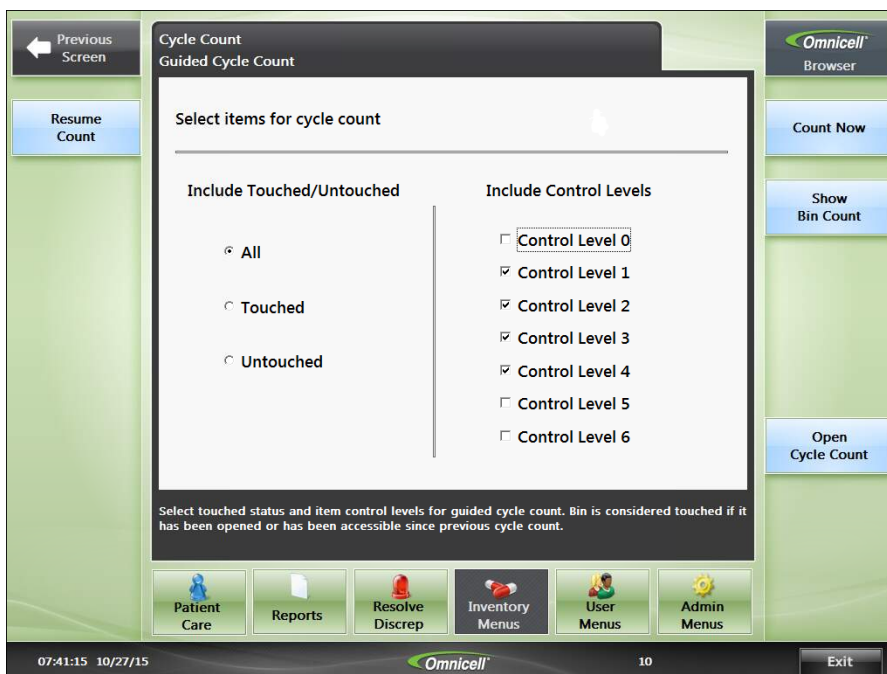 Previous
Screen
Cycle Count
Guided Cycle Count
Omnicell
Browser
Resume
Count
Select items for cycle count
Count Now
Include Touched/Untouched
All
Touched
Untouched
Include Control Levels
Control Level 0
Control Level 1
Control Level 2
Control Level 3
Control Level 4
Control Level 5
Control Level 6
Show
Bin Count
Open
Cycle Count
Select touched status and item control levels for guided cycle count. Bin is considered touched if it
has been opened or has been accessible since previous cycle count.
Patient
Care
Reports
Resolve
Discrep
Inventory
Menus
User
Menus
Admin
Menus
07:41:15 10/27/15
Omnicell
10
Exit